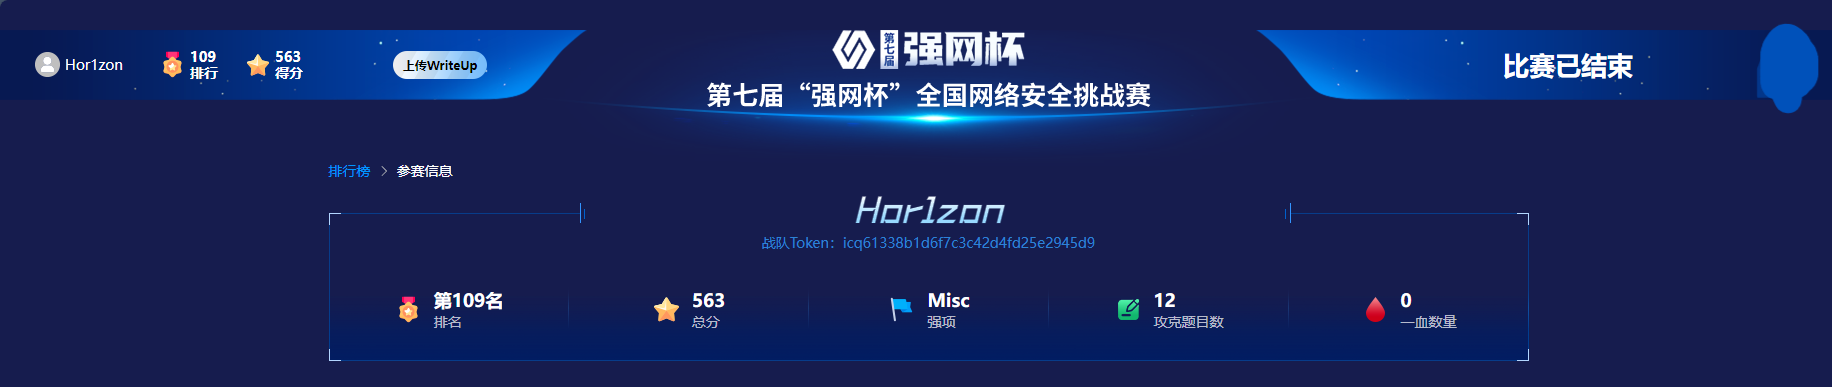 Hor1zon
109
排行
563
得分
上传WriteUp
第七届
强网杯
第七届“强网杯”全国网络安全挑战赛
比赛已结束
排行榜 > 参赛信息
Hor1zon
战队Token：icq61338b1d6f7c3c42d4fd25e2945d9
第109名
排名
563
总分
Misc
强项
12
攻克题目数
0
一血数量